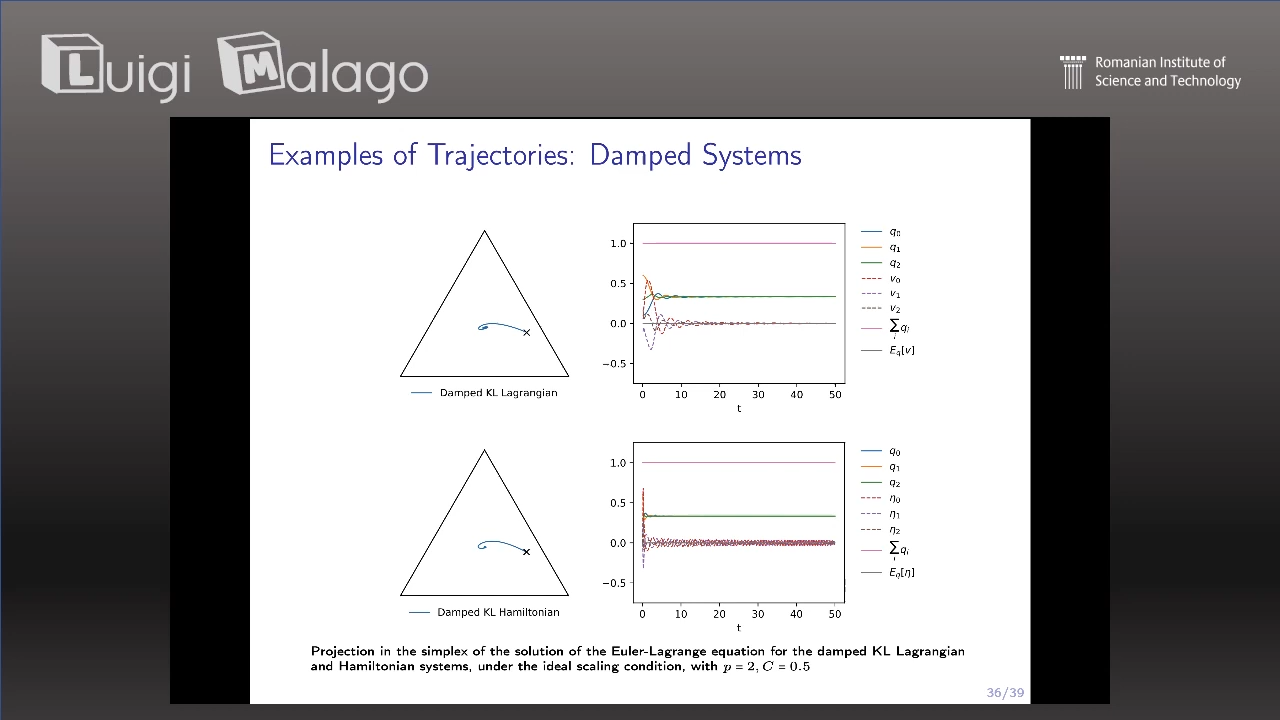 Luigi Malago
Romanian Institute of
Science and Technology
Examples of Trajectories: Damped Systems
1.0
0.5
0.0
−0.5
0 10 20 30 40 50
t
q0
q1
q2
v0
v1
v2
∑i qi
Eq[v]
Damped KL Lagrangian
1.0
0.5
0.0
−0.5
0 10 20 30 40 50
t
q0
q1
q2
η0
η1
η2
∑i qi
Eq[η]
Damped KL Hamiltonian
Projection in the simplex of the solution of the Euler-Lagrange equation for the damped KL Lagrangian
and Hamiltonian systems, under the ideal scaling condition, with p = 2, C = 0.5
36/39